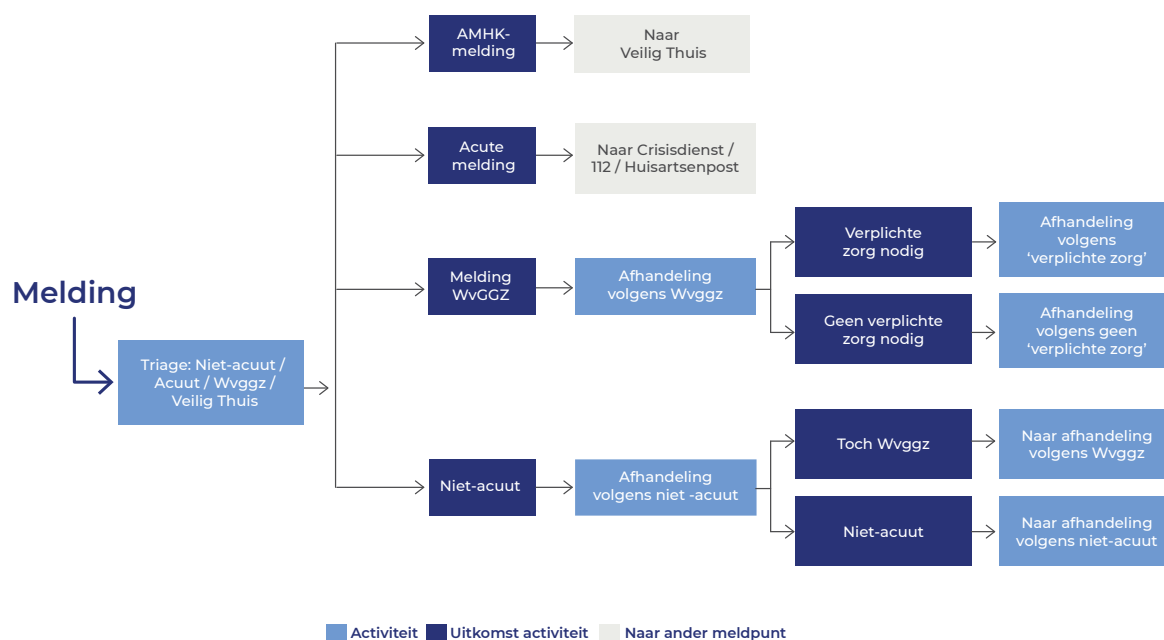 Melding
Triage: Niet-acuut /
Acuut / Wvggz /
Veilig Thuis
AMHK-
melding
Naar
Veilig Thuis
Acute
melding
Naar Crisisdienst /
112 / Huisartsenpost
Melding
WvGGZ
Afhandeling
volgens Wvggz
Verplichte
zorg nodig
Afhandeling
volgens
‘verplichte zorg’
Geen verplichte
zorg nodig
Afhandeling
volgens geen
‘verplichte zorg’
Niet-acuut
Afhandeling
volgens niet -acuut
Toch Wvggz
Naar afhandeling
volgens Wvggz
Niet-acuut
Naar afhandeling
volgens niet-acuut
Activiteit
Uitkomst activiteit
Naar ander meldpunt